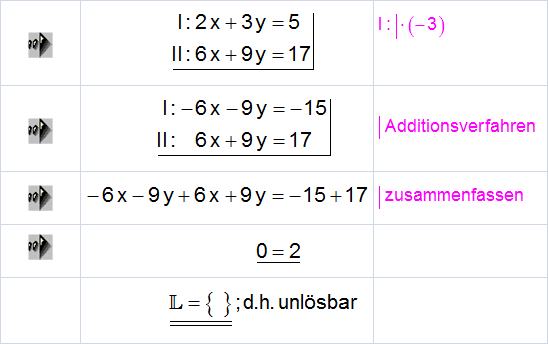 I: 2x + 3y = 5 I: | · (−3)
II: 6x + 9y = 17
I: −6x − 9y = −15
II: 6x + 9y = 17 | Additionsverfahren
−6x − 9y + 6x + 9y = −15 + 17 | zusammenfassen
0 = 2
𝕃 = { }; d.h. unlösbar